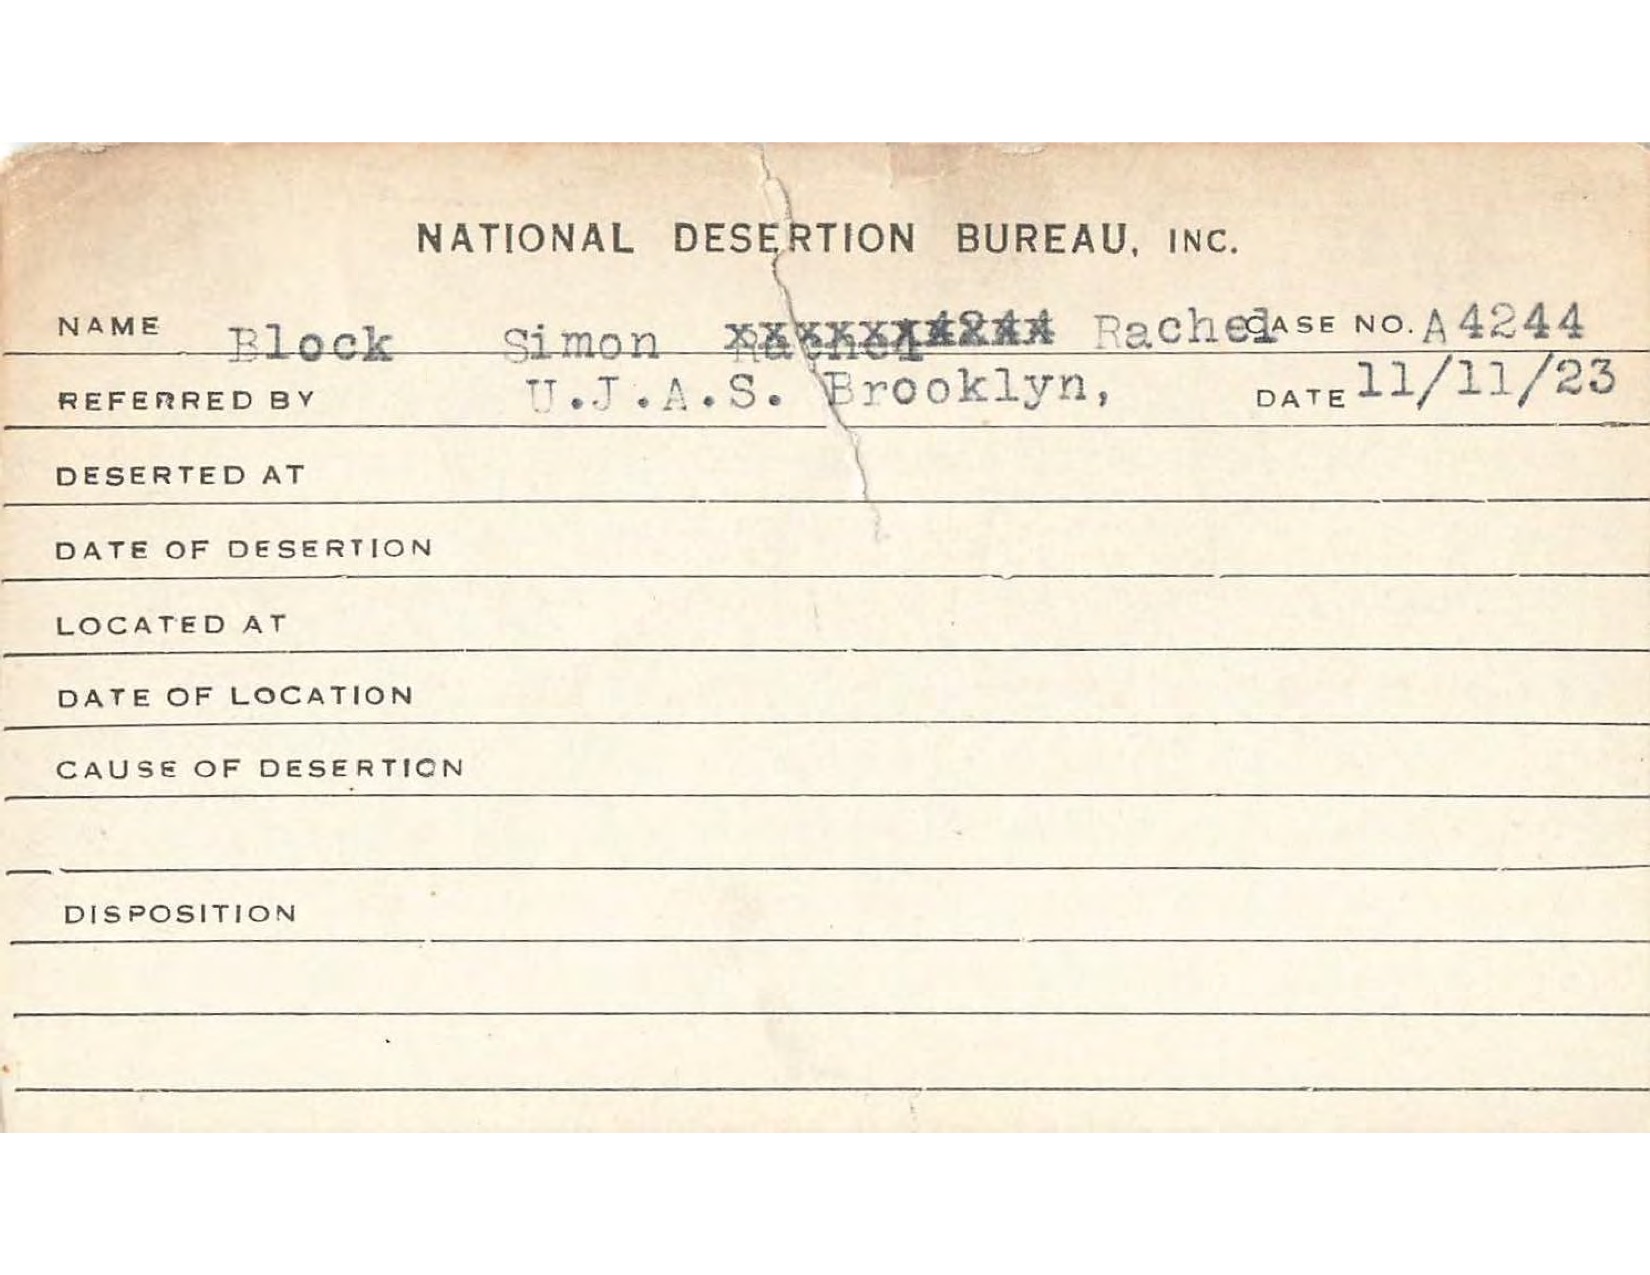 NATIONAL DESERTION BUREAU, INC.
NAME Block Simon Rachel CASE NO. A4244
REFERRED BY U.J.A.S. Brooklyn, DATE 11/11/23
DESERTED AT
DATE OF DESERTION
LOCATED AT
DATE OF LOCATION
CAUSE OF DESERTION
DISPOSITION